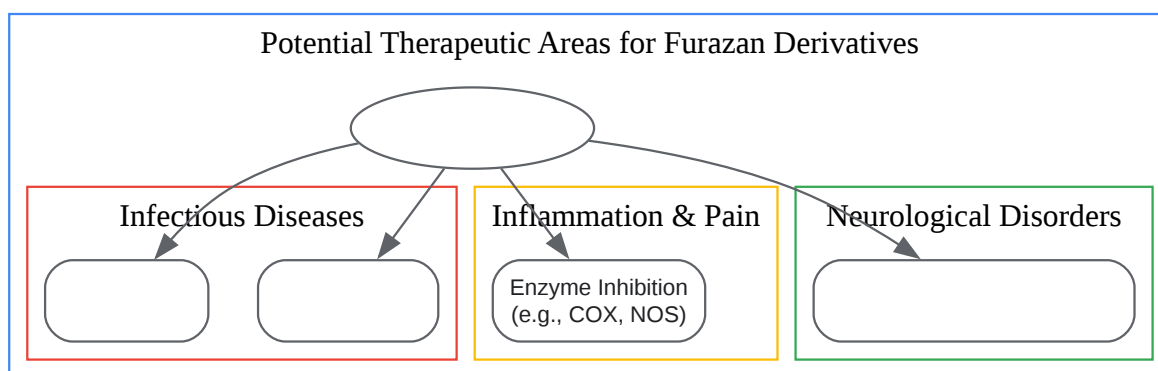 Potential Therapeutic Areas for Furazan Derivatives
Infectious Diseases
Inflammation & Pain
Neurological Disorders
Enzyme Inhibition
(e.g., COX, NOS)